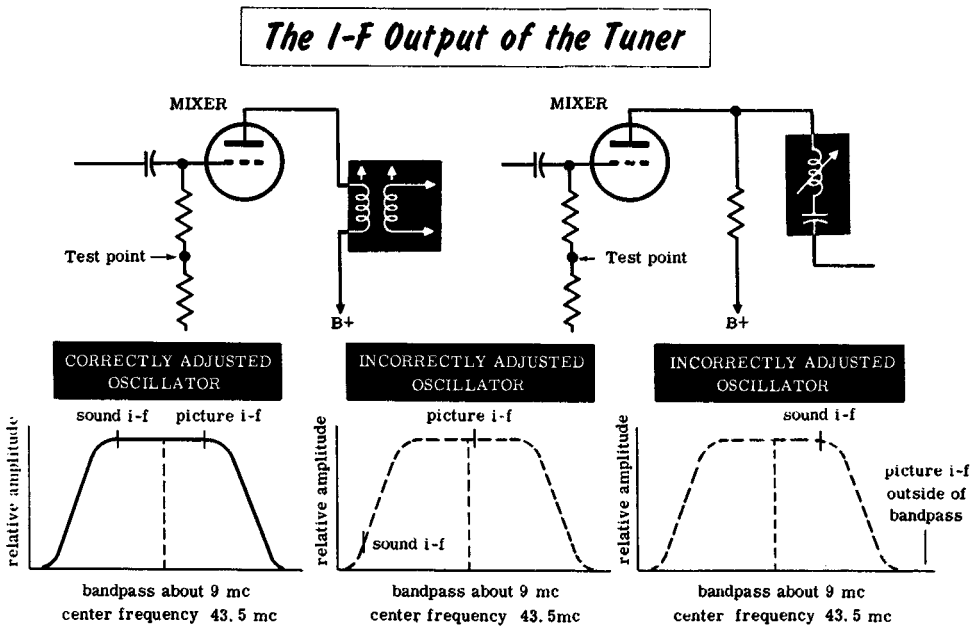 The I-F Output of the Tuner
MIXER
Test point
B+
MIXER
Test point
B+
CORRECTLY ADJUSTED
OSCILLATOR
sound i-f
picture i-f
relative amplitude
bandpass about 9 mc
center frequency 43.5 mc
INCORRECTLY ADJUSTED
OSCILLATOR
picture i-f
relative amplitude
sound i-f
bandpass about 9 mc
center frequency 43.5mc
INCORRECTLY ADJUSTED
OSCILLATOR
sound i-f
relative amplitude
picture i-f
outside of
bandpass
bandpass about 9 mc
center frequency 43.5 mc